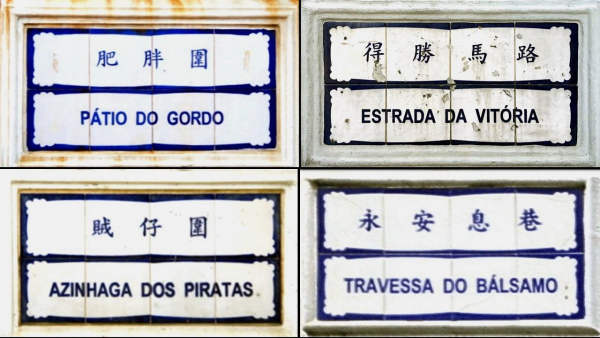 肥胖圍
PÁTIO DO GORDO
得勝馬路
ESTRADA DA VITÓRIA
賊仔圍
AZINHAGA DOS PIRATAS
永安息巷
TRAVESSA DO BÁLSAMO